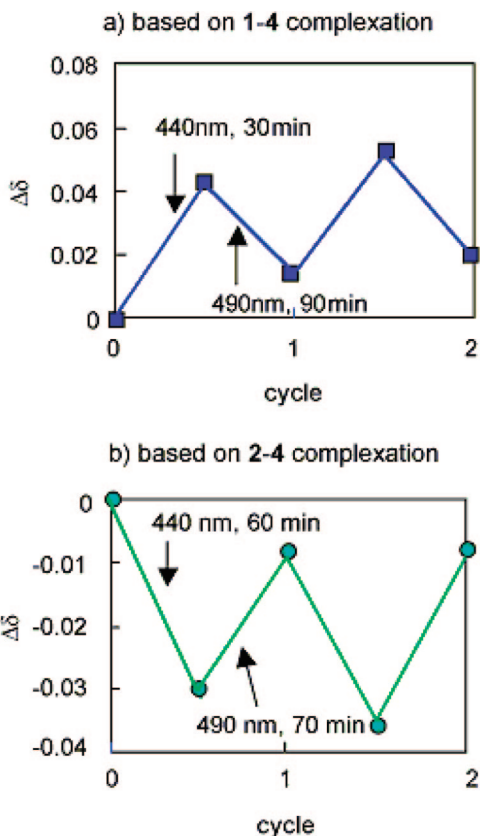 a) based on 1-4 complexation
0.08
0.06
440nm, 30min
0.04
Δδ
0.02
490nm, 90min
0
0
1
2
cycle
b) based on 2-4 complexation
0
440 nm, 60 min
-0.01
-0.02
Δδ
-0.03
490 nm, 70 min
-0.04
0
1
2
cycle